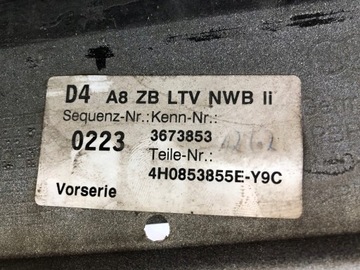 D4 A8 ZB LTV NWB li
Sequenz-Nr.: Kenn-Nr.:
0223 3673853
Teile-Nr.:
4H0853855E-Y9C
Vorserie